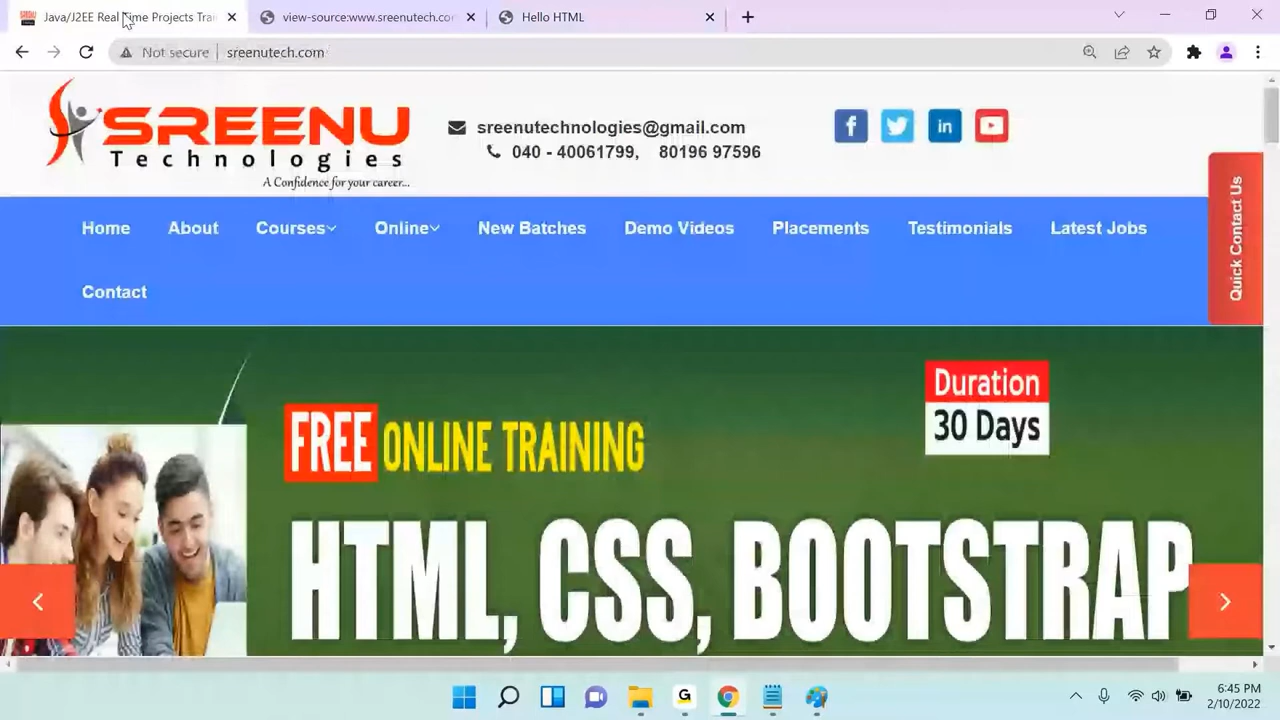 Java/J2EE Real Time Projects Trai
view-source:www.sreenutech.co
Hello HTML
Not secure
sreenutech.com
SREENU
Technologies
A Confidence for your career...
sreenutechnologies@gmail.com
040 - 40061799, 80196 97596
Quick Contact Us
Home About Courses Online New Batches Demo Videos Placements Testimonials Latest Jobs
Contact
Duration
30 Days
FREE ONLINE TRAINING
HTML, CSS, BOOTSTRAP
6:45 PM
2/10/2022